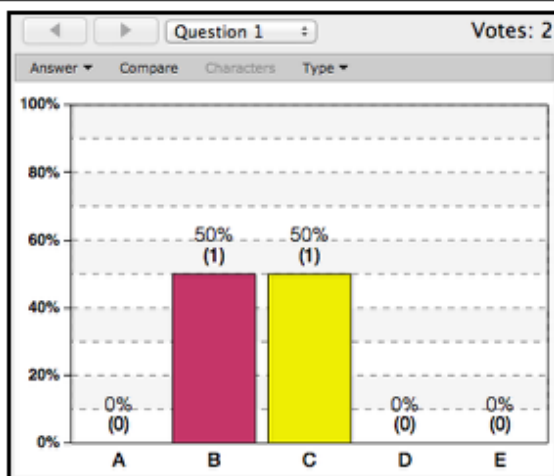 Question 1 Votes: 2
Answer Compare Characters Type
100%
80%
60%
50% 50%
(1) (1)
40%
20%
0% 0% 0%
(0) (0) (0)
0%
A B C D E